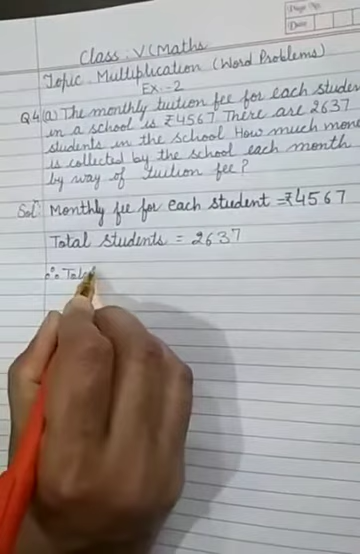 Page No.
Date
Class - V (Maths
Topic - Multiplication (Word Problems)
Ex.-2
Q4.(a) The monthly tuition fee for each studen
in a school is ₹4567. There are 2637
students in the school How much mone
is collected by the school each month
by way of tuition fee?
Sol: Monthly fee for each student = ₹4567
Total students = 2637
∴ Total